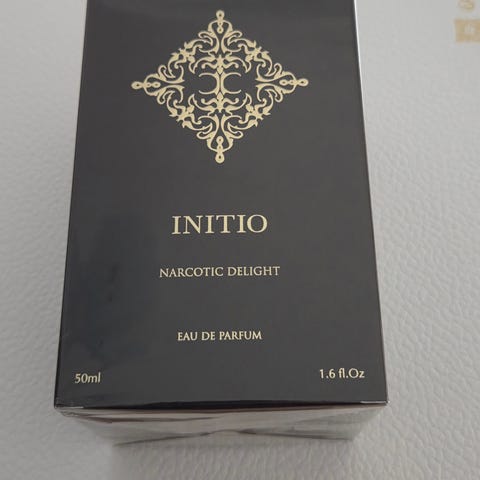 INITIO
NARCOTIC DELIGHT
EAU DE PARFUM
50ml 1.6 fl.Oz